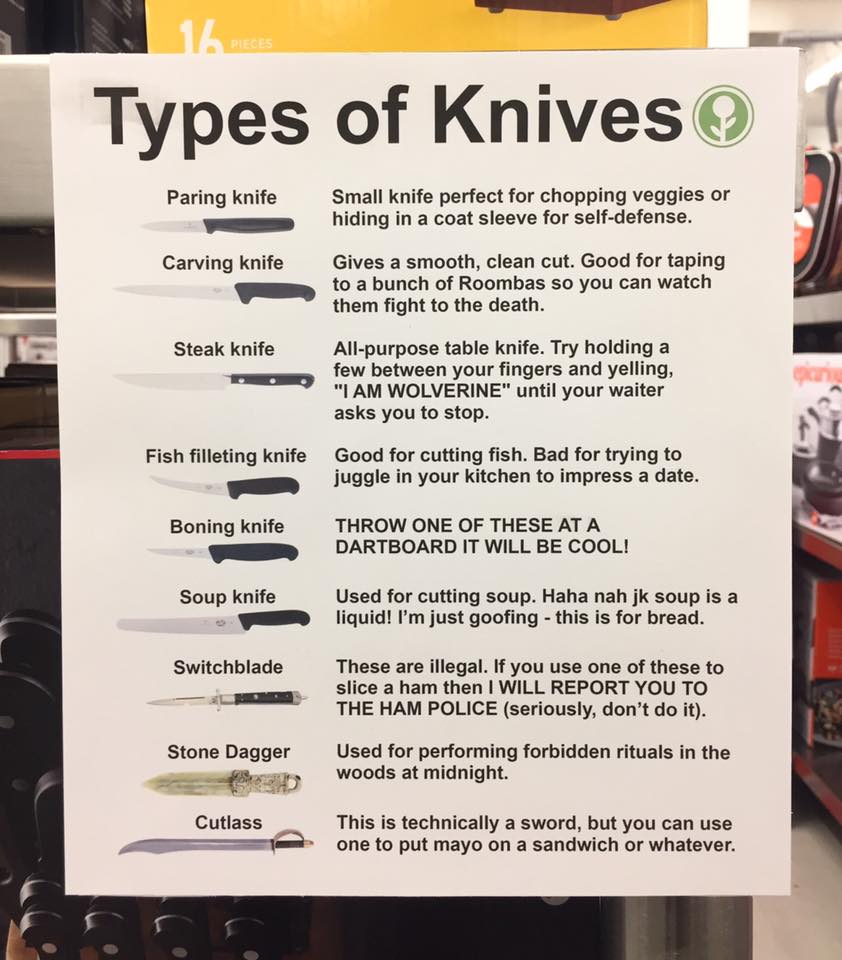 16 PIECES
Types of Knives
Paring knife
Small knife perfect for chopping veggies or
hiding in a coat sleeve for self-defense.
Carving knife
Gives a smooth, clean cut. Good for taping
to a bunch of Roombas so you can watch
them fight to the death.
Steak knife
All-purpose table knife. Try holding a
few between your fingers and yelling,
"I AM WOLVERINE" until your waiter
asks you to stop.
Fish filleting knife
Good for cutting fish. Bad for trying to
juggle in your kitchen to impress a date.
Boning knife
THROW ONE OF THESE AT A
DARTBOARD IT WILL BE COOL!
Soup knife
Used for cutting soup. Haha nah jk soup is a
liquid! I'm just goofing - this is for bread.
Switchblade
These are illegal. If you use one of these to
slice a ham then I WILL REPORT YOU TO
THE HAM POLICE (seriously, don't do it).
Stone Dagger
Used for performing forbidden rituals in the
woods at midnight.
Cutlass
This is technically a sword, but you can use
one to put mayo on a sandwich or whatever.